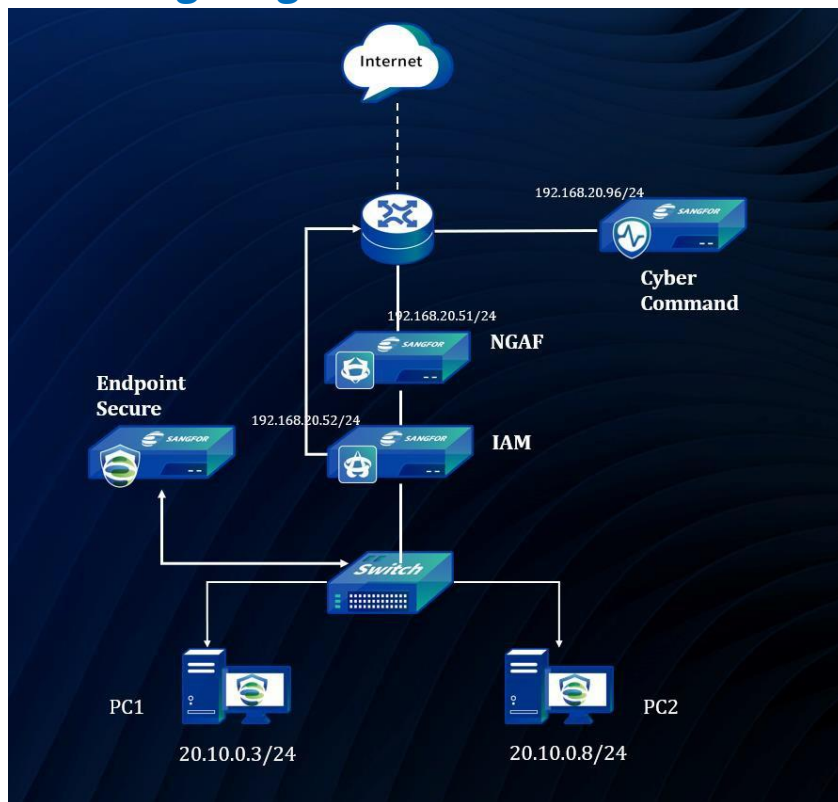 Internet
192.168.20.96/24
SANGFOR
Cyber
Command
192.168.20.51/24
SANGFOR
NGAF
Endpoint
Secure
SANGFOR
192.168.20.52/24
SANGFOR
IAM
Switch
PC1
PC2
20.10.0.3/24
20.10.0.8/24